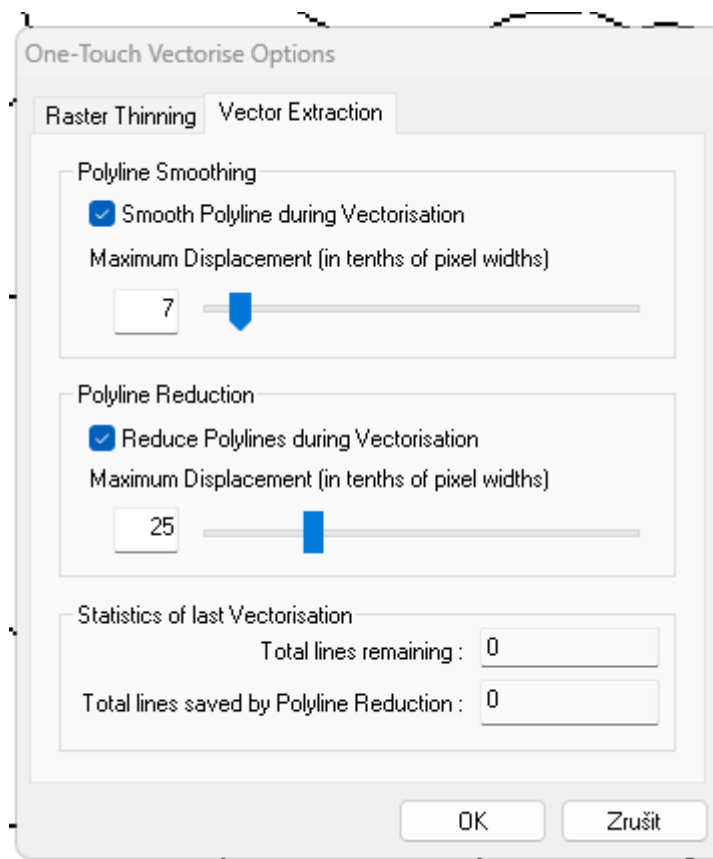 One-Touch Vectorise Options
Raster Thinning
Vector Extraction
Polyline Smoothing
Smooth Polyline during Vectorisation
Maximum Displacement (in tenths of pixel widths)
7
Polyline Reduction
Reduce Polylines during Vectorisation
Maximum Displacement (in tenths of pixel widths)
25
Statistics of last Vectorisation
Total lines remaining : 0
Total lines saved by Polyline Reduction : 0
OK
Zrušit